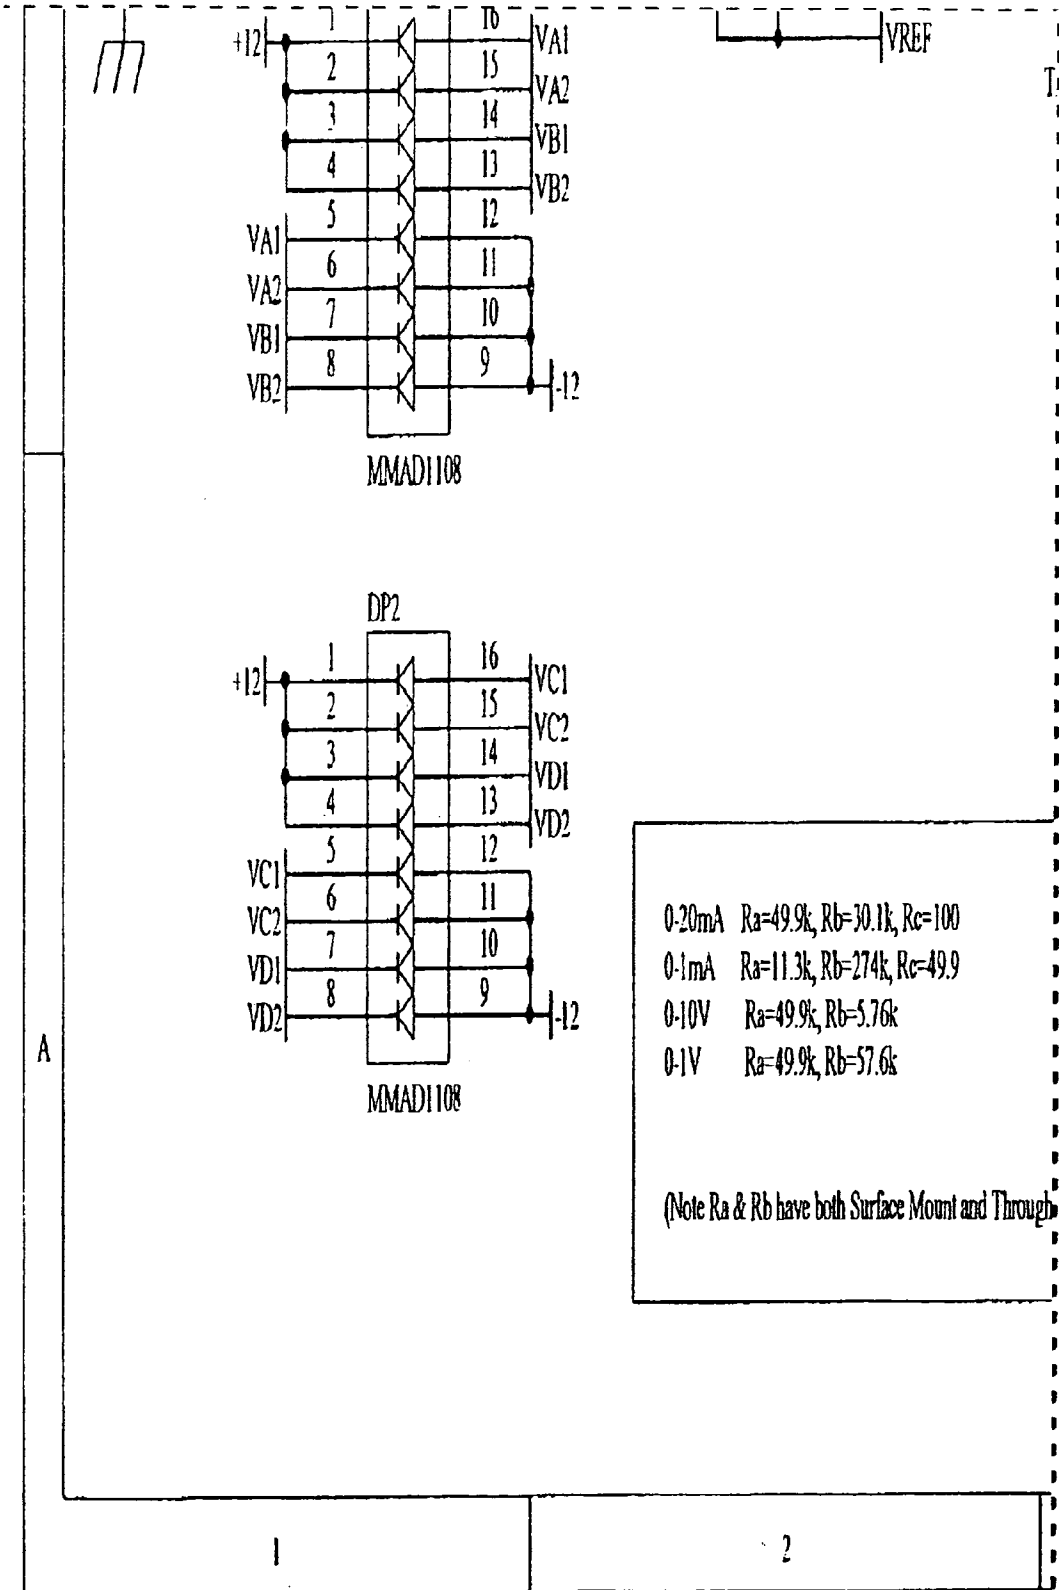 1 16
+12 VA1 VREF
2 15
VA2
3 14
VB1
4 13
VB2
5 12
VA1
6 11
VA2
7 10
VB1
8 9
VB2 -12
MMAD1108
DP2
1 16
+12 VC1
2 15
VC2
3 14
VD1
4 13
VD2
5 12
VC1
6 11
VC2
7 10
VD1
8 9
VD2 -12
MMAD1108
0-20mA Ra=49.9k, Rb=30.1k, Rc=100
0-1mA Ra=11.3k, Rb=274k, Rc=49.9
0-10V Ra=49.9k, Rb=5.76k
0-1V Ra=49.9k, Rb=57.6k
(Note Ra & Rb have both Surface Mount and Through
A
1 2